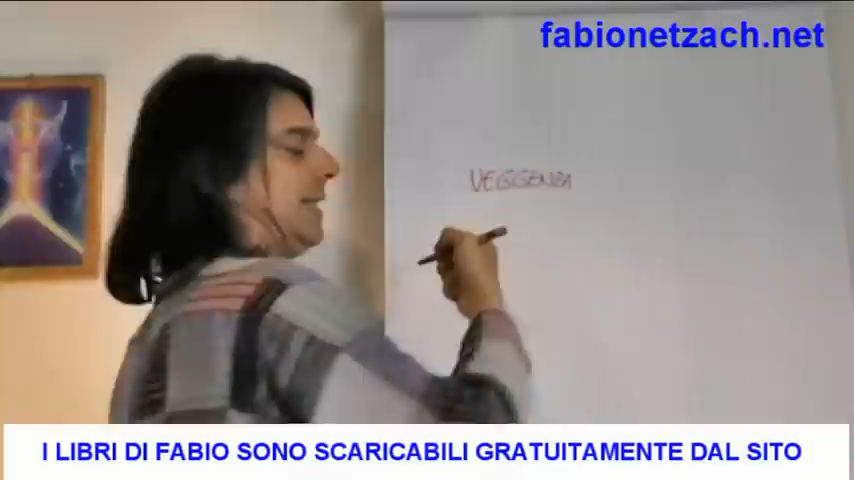 fabionetzach.net
VEGGENZA
I LIBRI DI FABIO SONO SCARICABILI GRATUITAMENTE DAL SITO